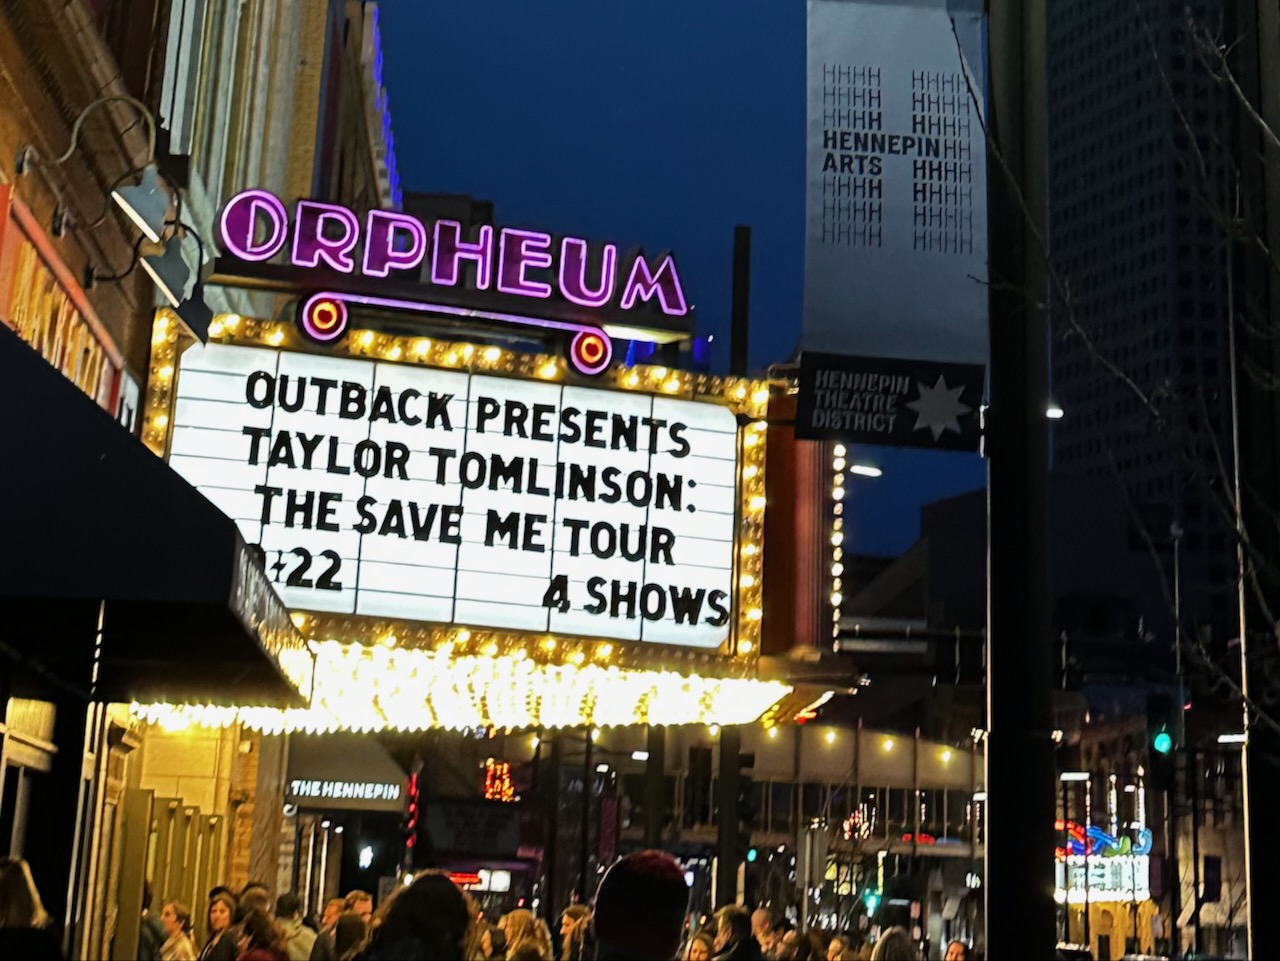 HENNEPIN
ARTS
ORPHEUM
HENNEPIN
THEATRE
DISTRICT
OUTBACK PRESENTS
TAYLOR TOMLINSON:
THE SAVE ME TOUR
22
4 SHOWS
THE HENNEPIN